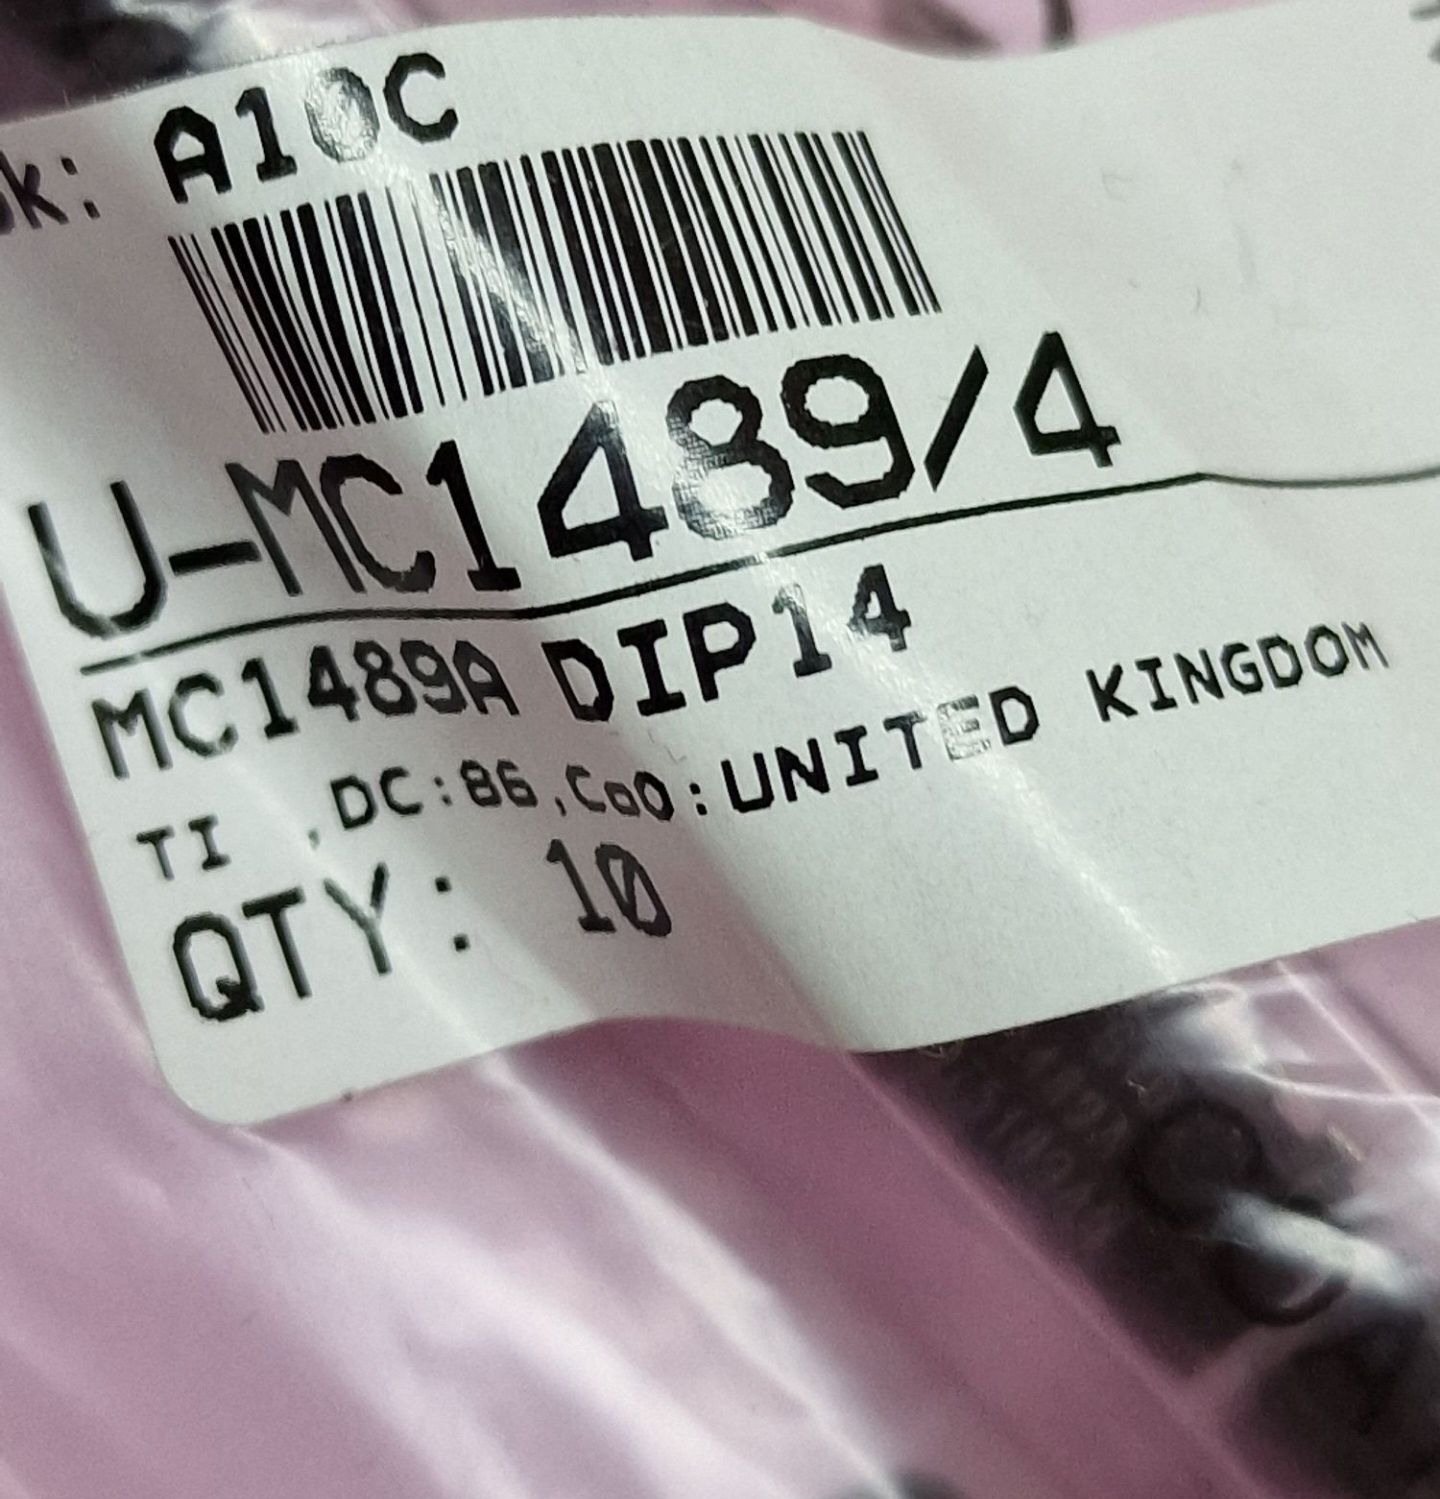 k: A10C
U-MC1489/4
MC1489A DIP14
TI ,DC:86,CoO:UNITED KINGDOM
QTY: 10